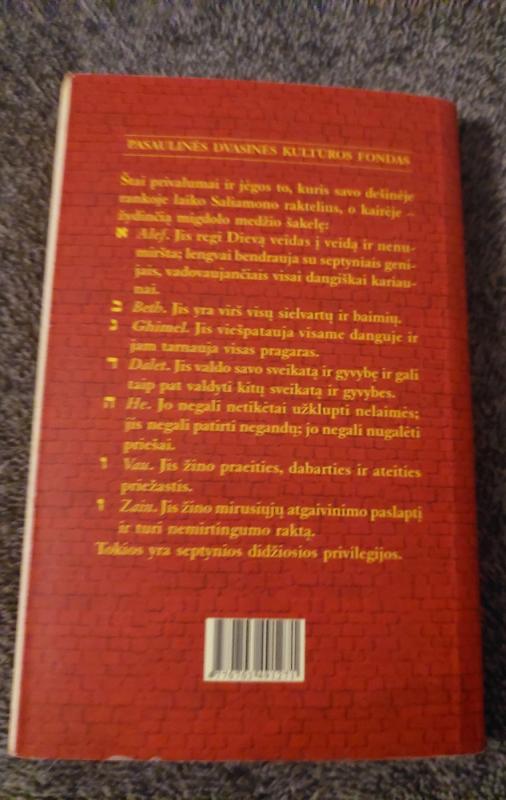 PASAULINĖS DVASINĖS KULTŪROS FONDAS
Štai privalumai ir jėgos to, kuris savo dešinėje
rankoje laiko Saliamono raktelius, o kairėje –
žydinčią migdolo medžio šakelę:
א Alef. Jis regi Dievą veidas į veidą ir nenu-
miršta; lengvai bendrauja su septyniais geni-
jais, vadovaujančiais visai dangiškai kariau-
nai.
ב Beth. Jis yra virš visų sielvartų ir baimių.
ג Ghimel. Jis viešpatauja visame danguje ir
jam tarnauja visas pragaras.
ד Dalet. Jis valdo savo sveikatą ir gyvybę ir gali
taip pat valdyti kitų sveikatą ir gyvybes.
ה He. Jo negali netikėtai užklupti nelaimės;
jis negali patirti negandų; jo negali nugalėti
priešai.
ו Vau. Jis žino praeities, dabarties ir ateities
priežastis.
ז Zain. Jis žino mirusiųjų atgaivinimo paslaptį
ir turi nemirtingumo raktą.
Tokios yra septynios didžiosios privilegijos.